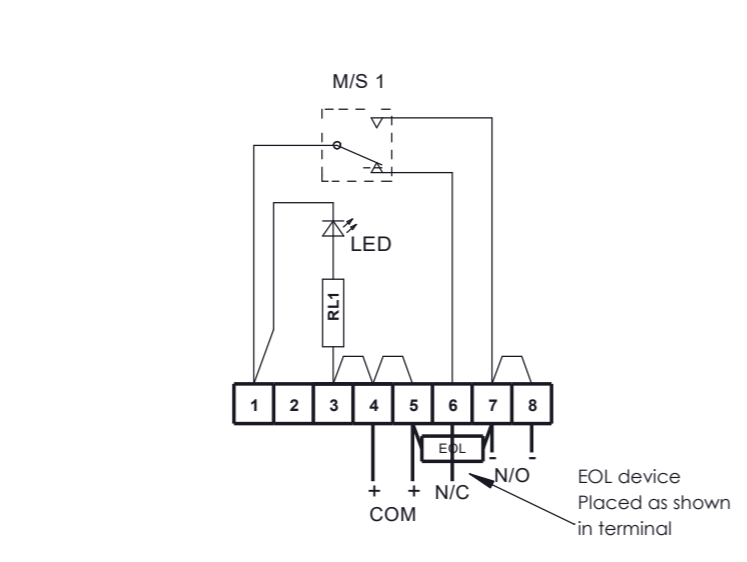 M/S 1
LED
RL1
1 2 3 4 5 6 7 8
EOL
- -
+ + N/C N/O
COM
EOL device
Placed as shown
in terminal